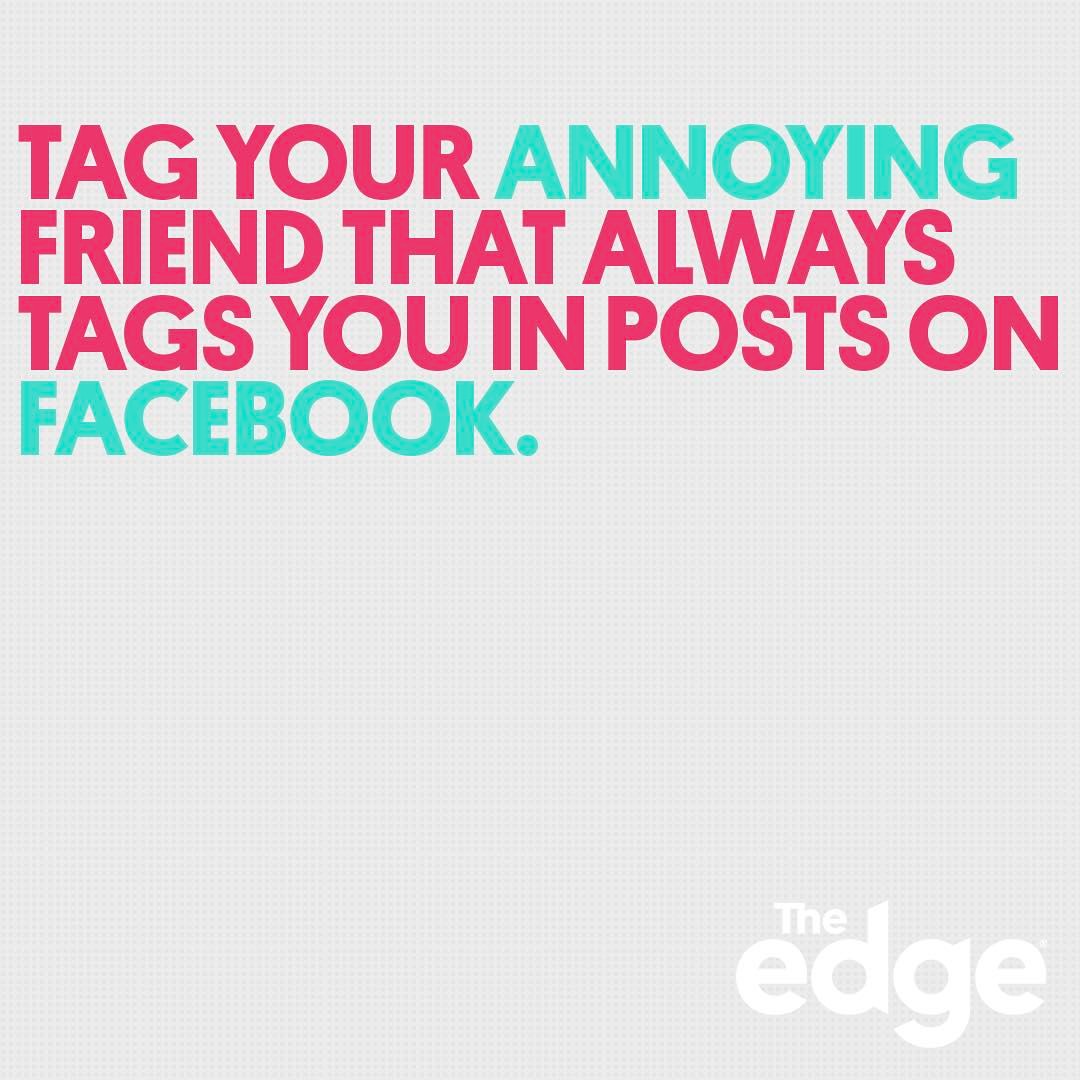 TAG YOUR ANNOYING
FRIEND THAT ALWAYS
TAGS YOU IN POSTS ON
FACEBOOK.
The
edge®